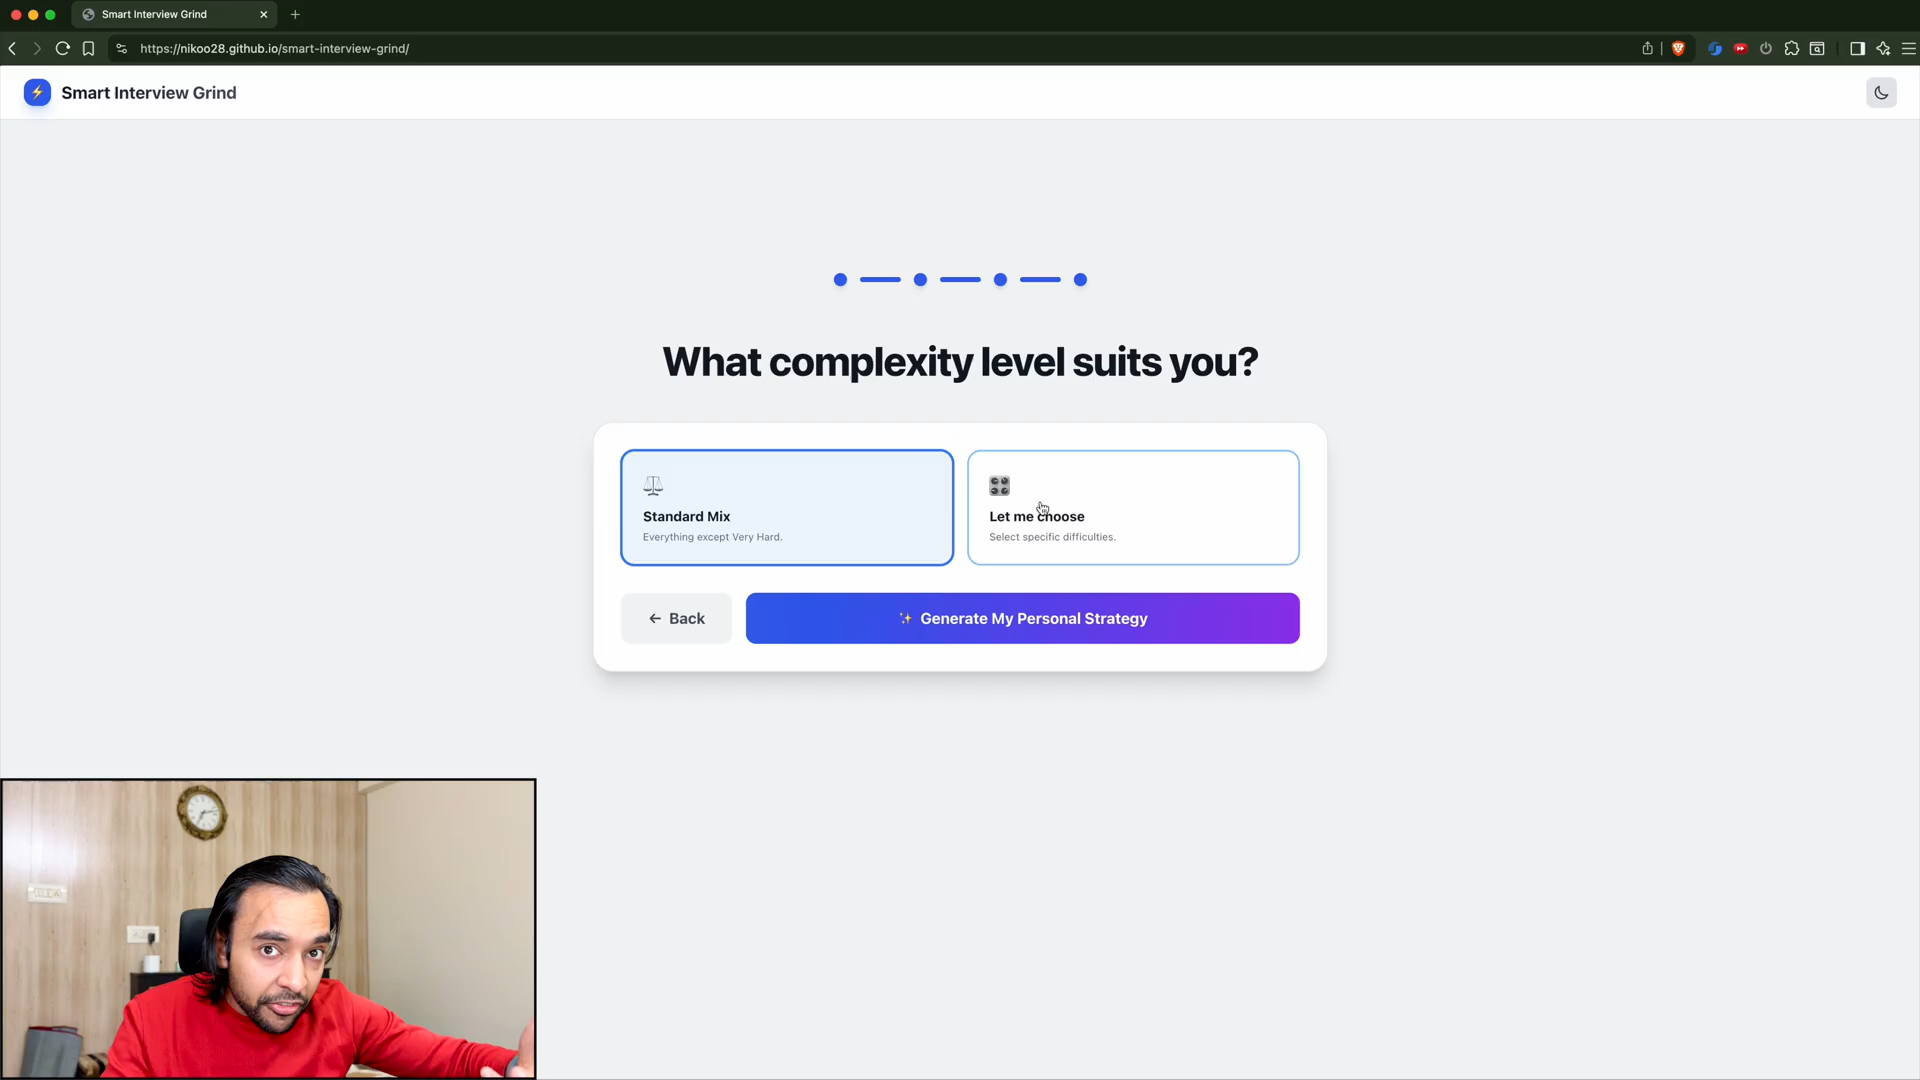 Smart Interview Grind
https://nikoo28.github.io/smart-interview-grind/
Smart Interview Grind
What complexity level suits you?
Standard Mix
Everything except Very Hard.
Let me choose
Select specific difficulties.
← Back
✨ Generate My Personal Strategy